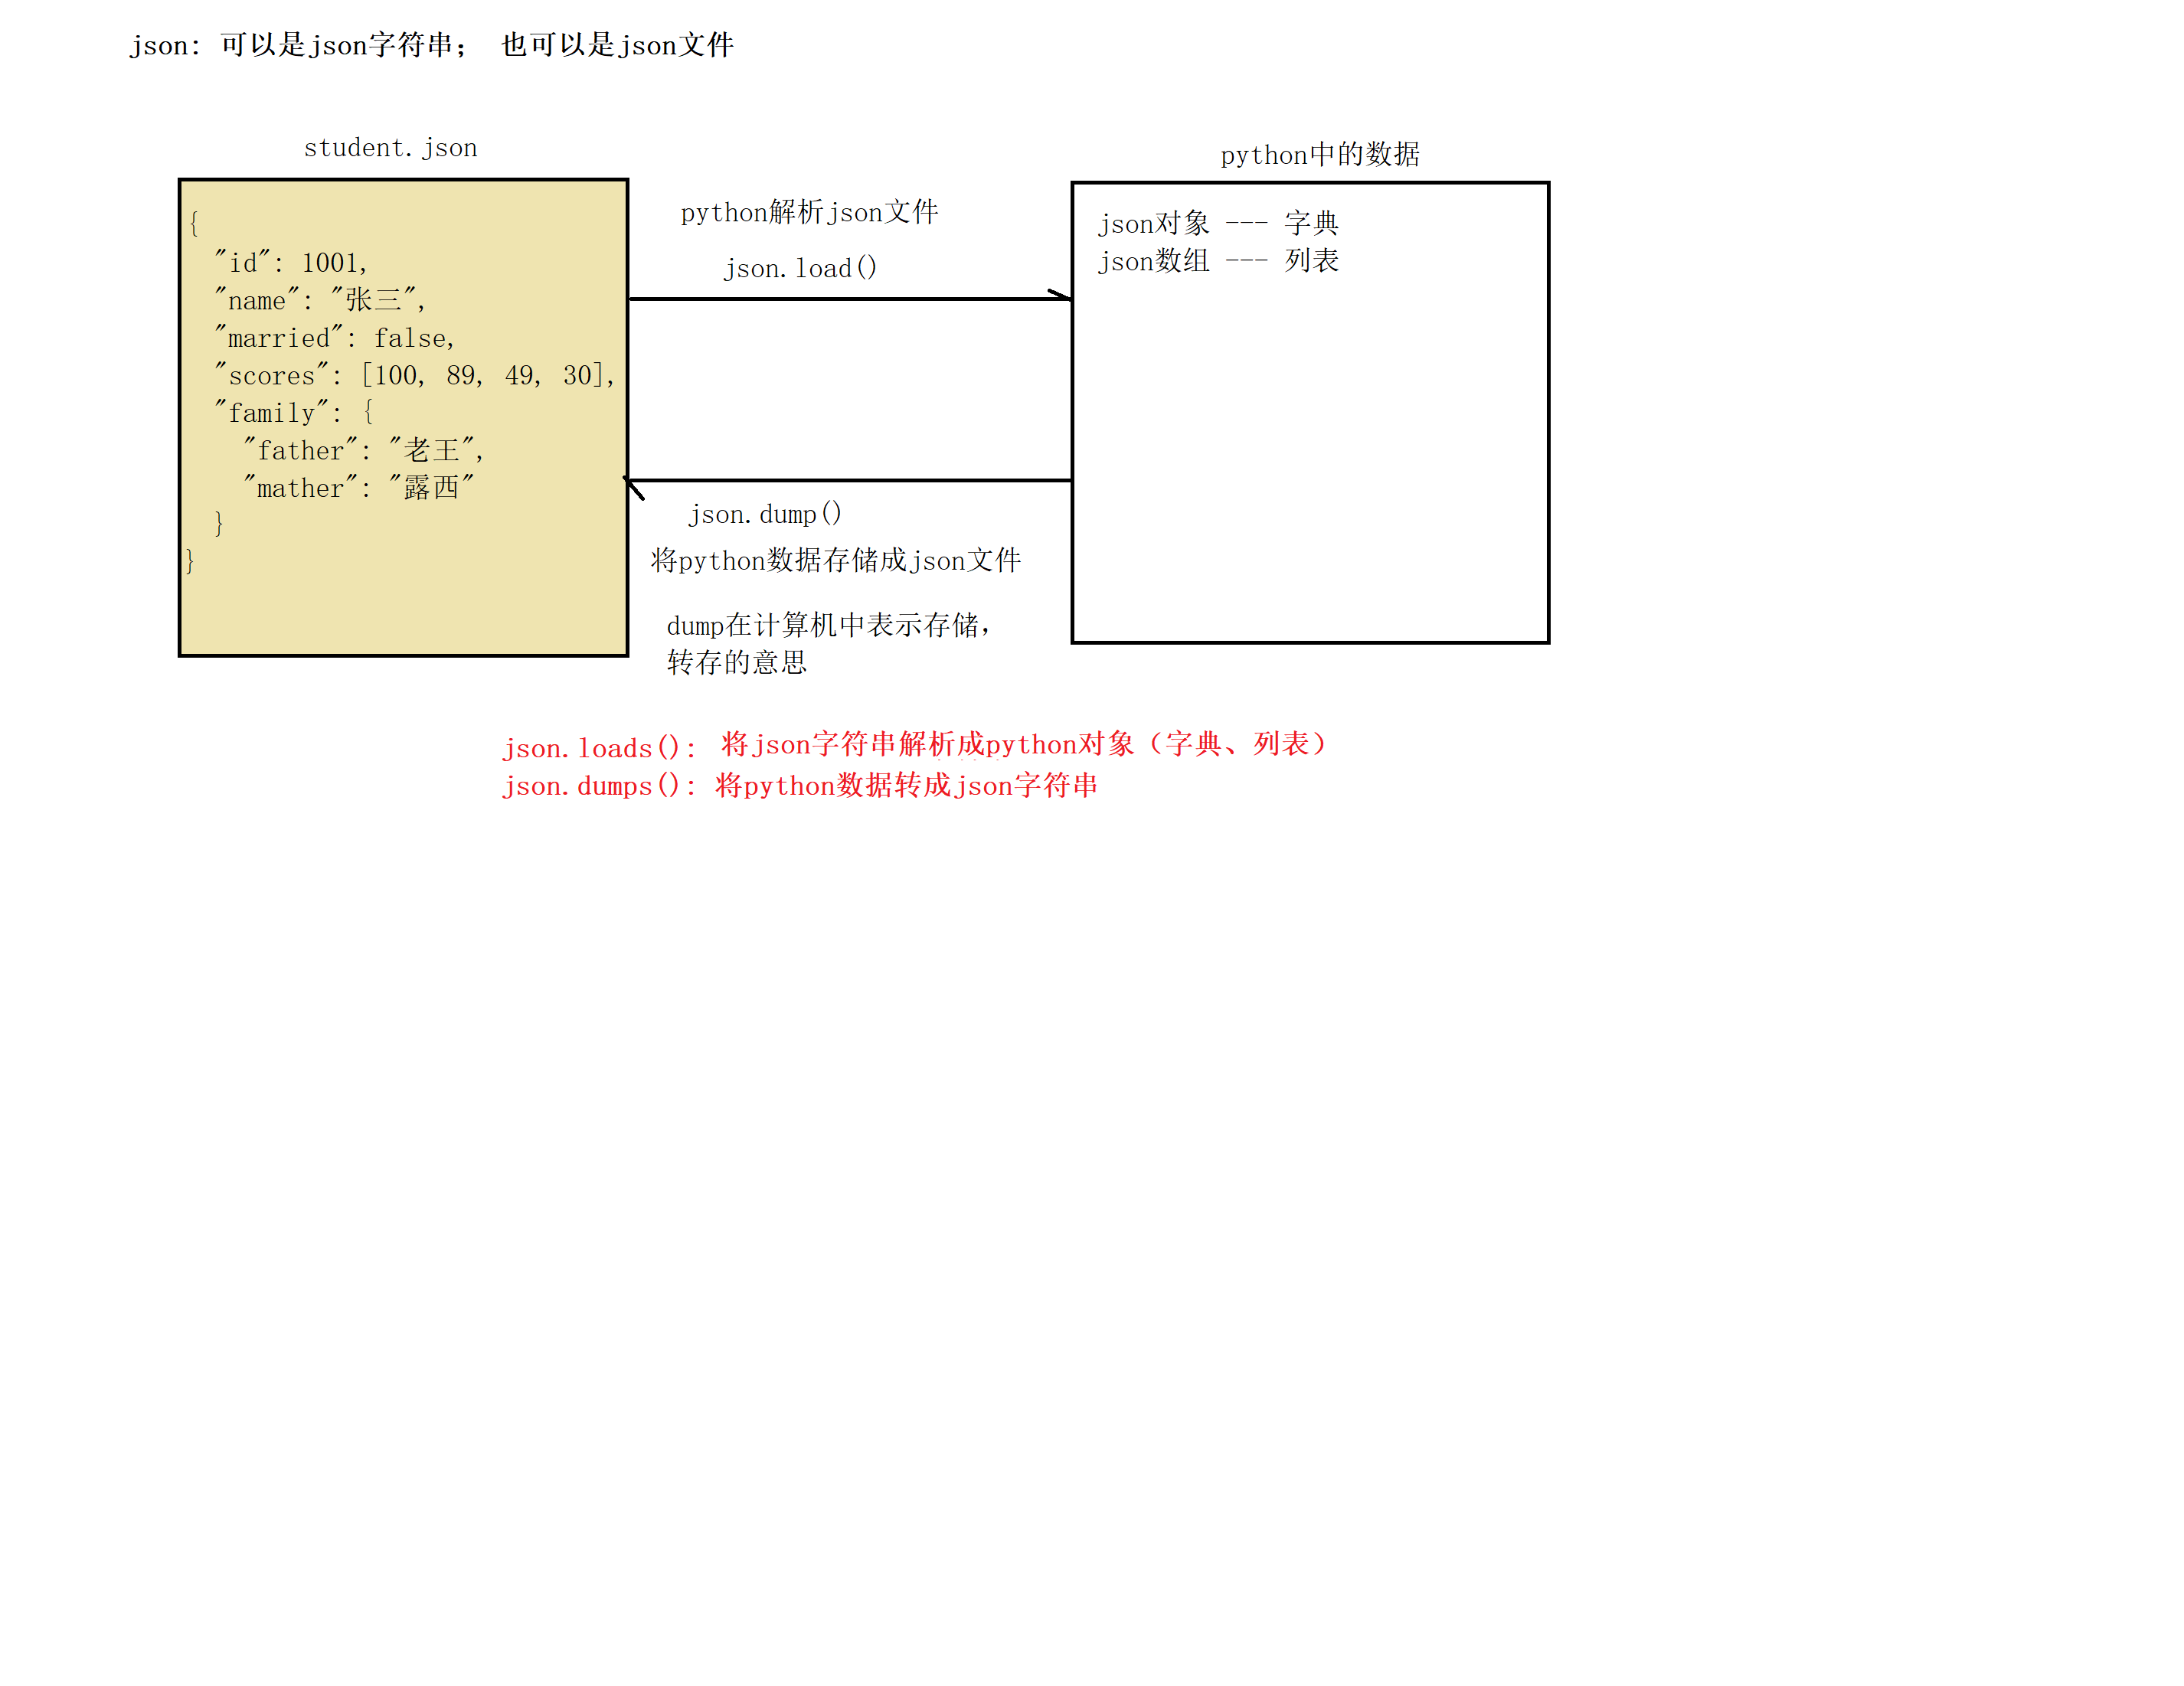 json: 可以是json字符串； 也可以是json文件
student.json
{
"id": 1001,
"name": "张三",
"married": false,
"scores": [100, 89, 49, 30],
"family": {
"father": "老王",
"mather": "露西"
}
}
python解析json文件
json.load()
json.dump()
将python数据存储成json文件
dump在计算机中表示存储，
转存的意思
python中的数据
json对象 --- 字典
json数组 --- 列表
json.loads(): 将json字符串解析成python对象（字典、列表）
json.dumps(): 将python数据转成json字符串